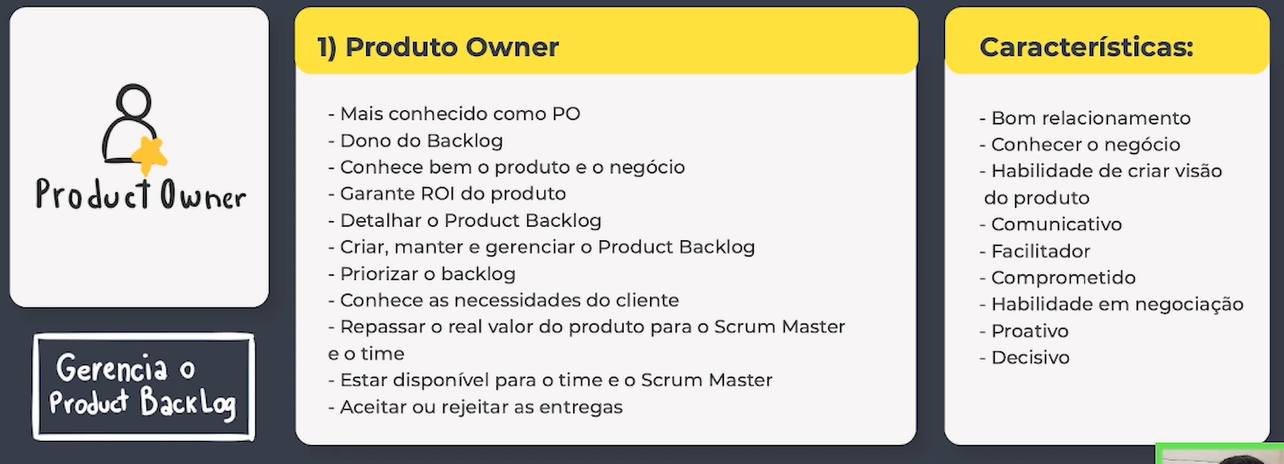 Product Owner
Gerencia o
Product BackLog
1) Produto Owner
- Mais conhecido como PO
- Dono do Backlog
- Conhece bem o produto e o negócio
- Garante ROI do produto
- Detalhar o Product Backlog
- Criar, manter e gerenciar o Product Backlog
- Priorizar o backlog
- Conhece as necessidades do cliente
- Repassar o real valor do produto para o Scrum Master
e o time
- Estar disponível para o time e o Scrum Master
- Aceitar ou rejeitar as entregas
Características:
- Bom relacionamento
- Conhecer o negócio
- Habilidade de criar visão
do produto
- Comunicativo
- Facilitador
- Comprometido
- Habilidade em negociação
- Proativo
- Decisivo